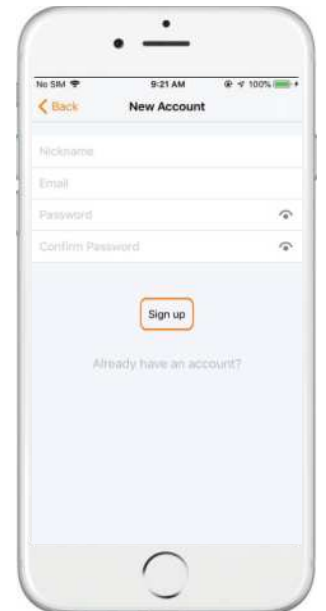 No SIM 9:21 AM 100%
Back New Account
Nickname
Email
Password
Confirm Password
Sign up
Already have an account?